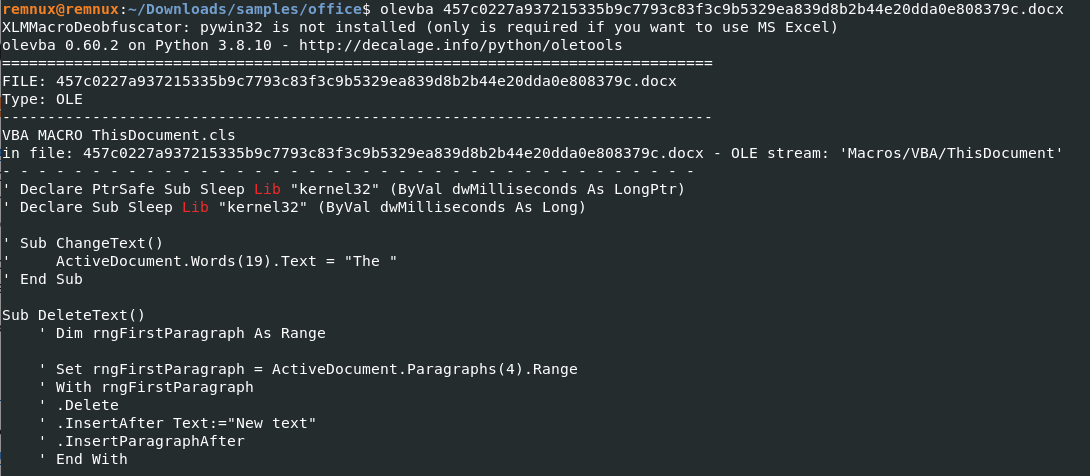 remnux@remnux:~/Downloads/samples/office$ olevba 457c0227a937215335b9c7793c83f3c9b5329ea839d8b2b44e20dda0e808379c.docx
XLMMacroDeobfuscator: pywin32 is not installed (only is required if you want to use MS Excel)
olevba 0.60.2 on Python 3.8.10 - http://decalage.info/python/oletools
===============================================================================
FILE: 457c0227a937215335b9c7793c83f3c9b5329ea839d8b2b44e20dda0e808379c.docx
Type: OLE
-------------------------------------------------------------------------------
VBA MACRO ThisDocument.cls
in file: 457c0227a937215335b9c7793c83f3c9b5329ea839d8b2b44e20dda0e808379c.docx - OLE stream: 'Macros/VBA/ThisDocument'
- - - - - - - - - - - - - - - - - - - - - - - - - - - - - - - - - - - - - - -
' Declare PtrSafe Sub Sleep Lib "kernel32" (ByVal dwMilliseconds As LongPtr)
' Declare Sub Sleep Lib "kernel32" (ByVal dwMilliseconds As Long)
' Sub ChangeText()
'     ActiveDocument.Words(19).Text = "The "
' End Sub
Sub DeleteText()
    ' Dim rngFirstParagraph As Range
    ' Set rngFirstParagraph = ActiveDocument.Paragraphs(4).Range
    ' With rngFirstParagraph
    ' .Delete
    ' .InsertAfter Text:="New text"
    ' .InsertParagraphAfter
    ' End With